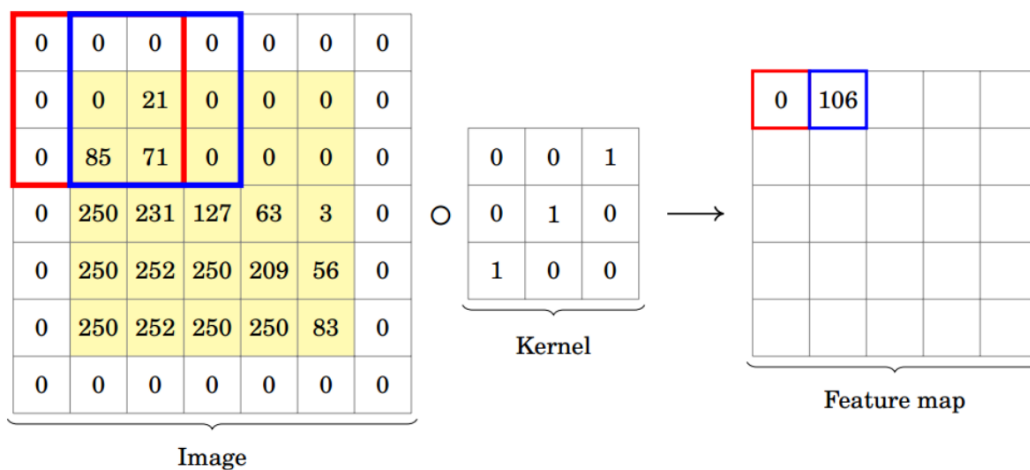 0 0 0 0 0 0 0
0 0 21 0 0 0 0
0 106
0 85 71 0 0 0 0
0 0 1
0 250 231 127 63 3 0
0 1 0
0 250 252 250 209 56 0
1 0 0
0 250 252 250 250 83 0
Kernel
0 0 0 0 0 0 0
Feature map
Image